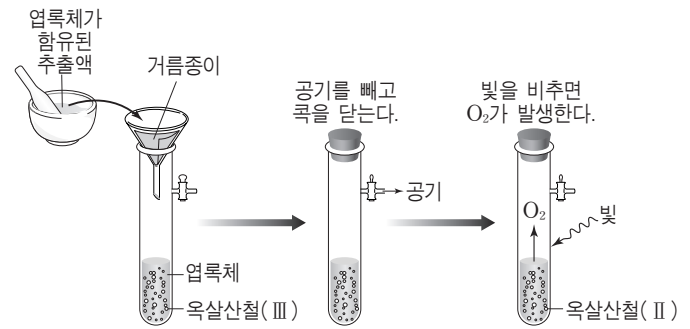 엽록체가
함유된
추출액
거름종이
엽록체
옥살산철(Ⅲ)
공기를 빼고
콕을 닫는다.
공기
빛을 비추면
O₂가 발생한다.
O₂
빛
옥살산철(Ⅱ)